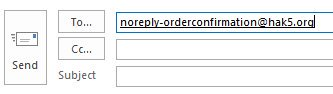 To...
noreply-orderconfirmation@hak5.org
Cc...
Send
Subject